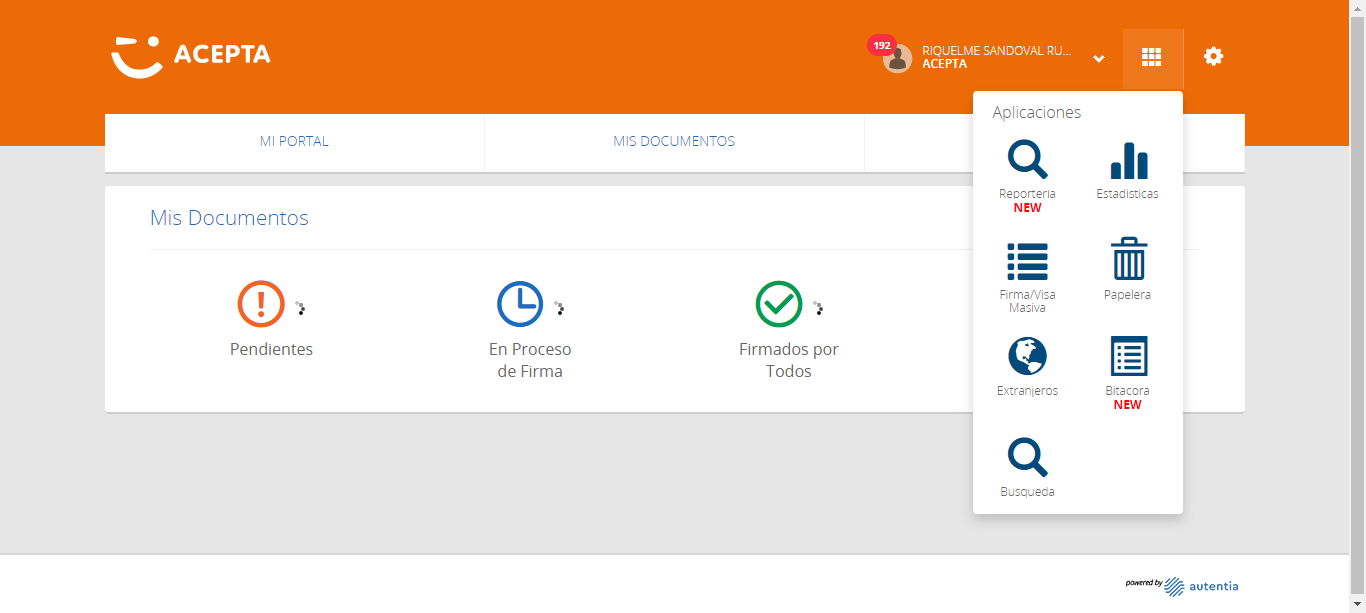 ACEPTA
192
RIQUELME SANDOVAL RU...
ACEPTA
MI PORTAL
MIS DOCUMENTOS
Aplicaciones
Reporteria
NEW
Estadisticas
Firma/Visa
Masiva
Papelera
Extranjeros
Bitacora
NEW
Busqueda
Mis Documentos
Pendientes
En Proceso
de Firma
Firmados por
Todos
powered by autentia